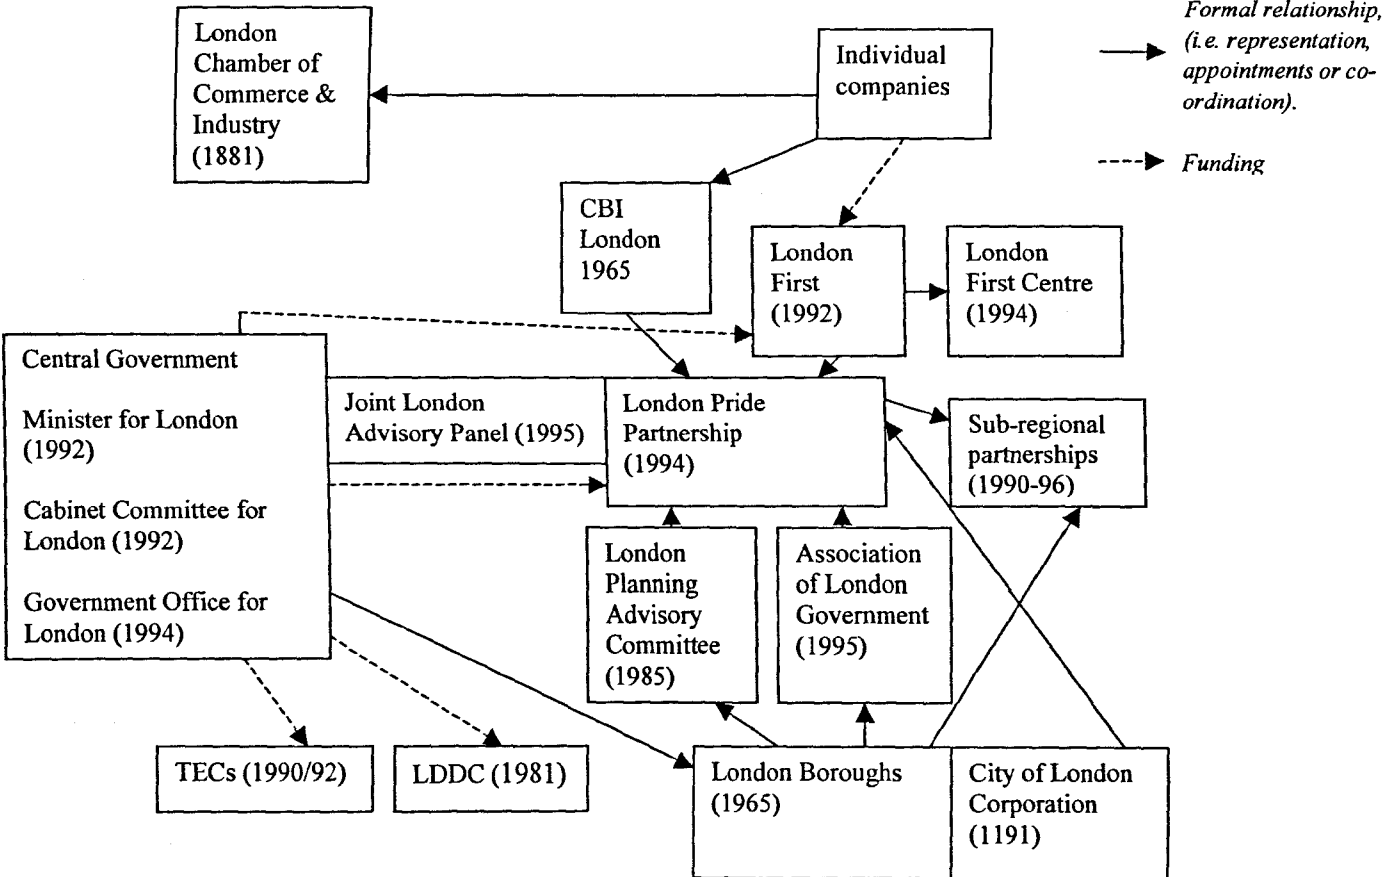 London
Chamber of
Commerce &
Industry
(1881)
Individual
companies
Formal relationship,
(i.e. representation,
appointments or co-
ordination).
Funding
CBI
London
1965
London
First
(1992)
London
First Centre
(1994)
Central Government
Minister for London
(1992)
Cabinet Committee for
London (1992)
Government Office for
London (1994)
Joint London
Advisory Panel (1995)
London Pride
Partnership
(1994)
Sub-regional
partnerships
(1990-96)
London
Planning
Advisory
Committee
(1985)
Association
of London
Government
(1995)
TECs (1990/92)
LDDC (1981)
London Boroughs
(1965)
City of London
Corporation
(1191)